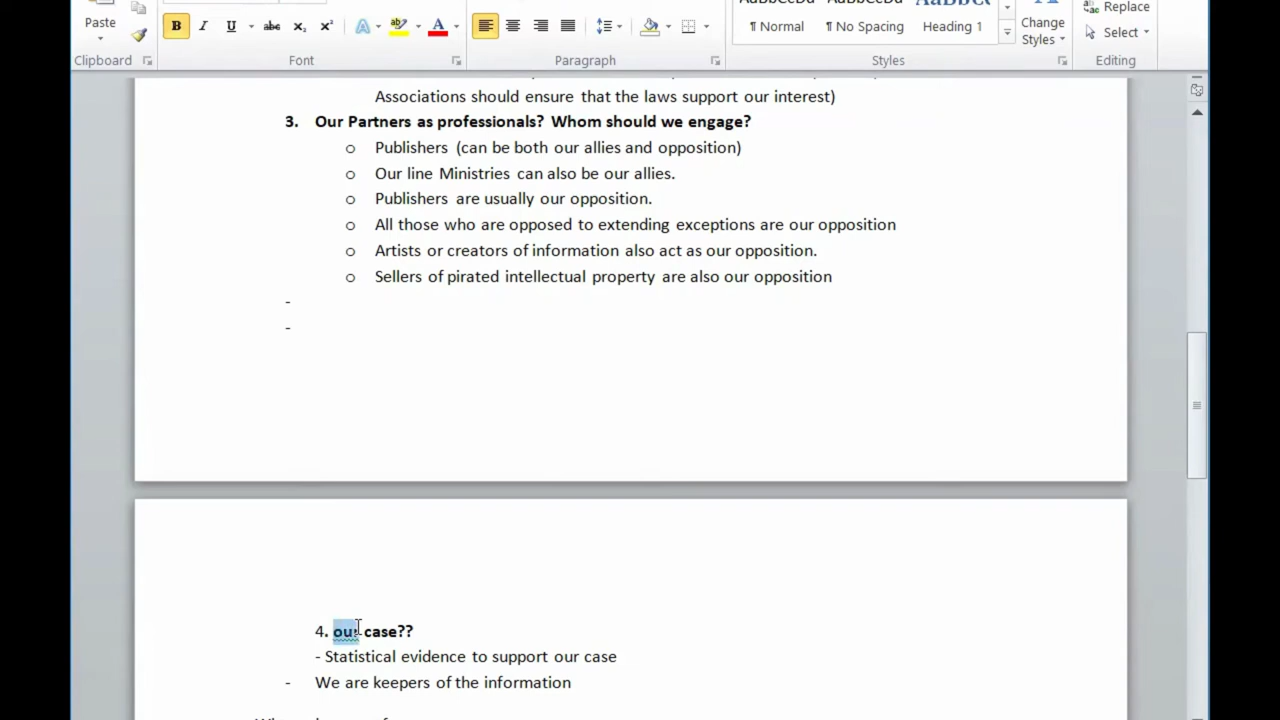 Paste
B I U abc x₂ x² A ab A
Replace
AaBbCcDd AaBbCcDd AaBbC
¶ Normal ¶ No Spacing Heading 1
Change
Styles
Select
Clipboard Font Paragraph Styles Editing
Associations should ensure that the laws support our interest)
3. Our Partners as professionals? Whom should we engage?
o Publishers (can be both our allies and opposition)
o Our line Ministries can also be our allies.
o Publishers are usually our opposition.
o All those who are opposed to extending exceptions are our opposition
o Artists or creators of information also act as our opposition.
o Sellers of pirated intellectual property are also our opposition
-
-
4. our case??
- Statistical evidence to support our case
- We are keepers of the information